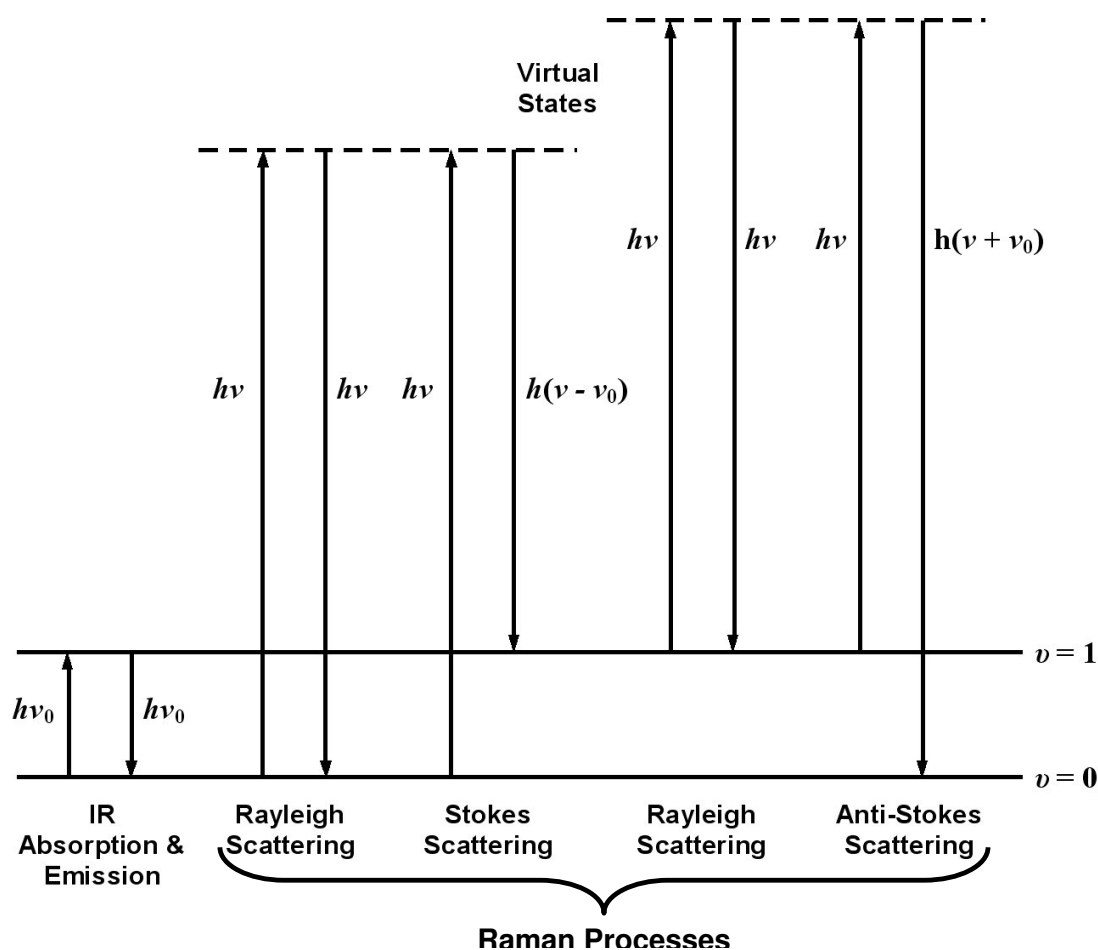 Virtual
States
hν
hν
hν
h(ν - ν₀)
hν
hν
hν
h(ν + ν₀)
hν₀
hν₀
υ = 1
υ = 0
IR
Absorption &
Emission
Rayleigh
Scattering
Stokes
Scattering
Rayleigh
Scattering
Anti-Stokes
Scattering
Raman Processes